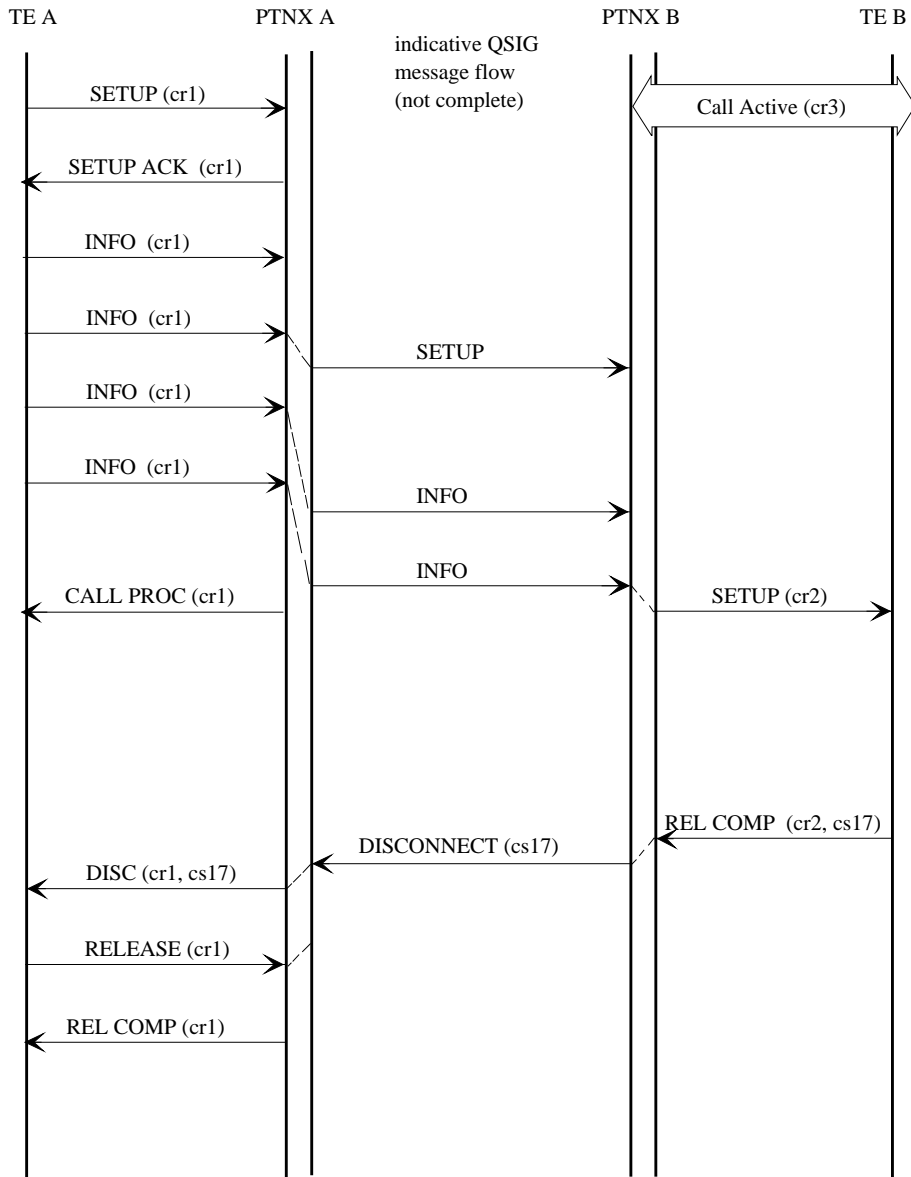 TE A
PTNX A
PTNX B
TE B
indicative QSIG
message flow
(not complete)
SETUP (cr1)
Call Active (cr3)
SETUP ACK (cr1)
INFO (cr1)
INFO (cr1)
SETUP
INFO (cr1)
INFO (cr1)
INFO
INFO
CALL PROC (cr1)
SETUP (cr2)
REL COMP (cr2, cs17)
DISCONNECT (cs17)
DISC (cr1, cs17)
RELEASE (cr1)
REL COMP (cr1)